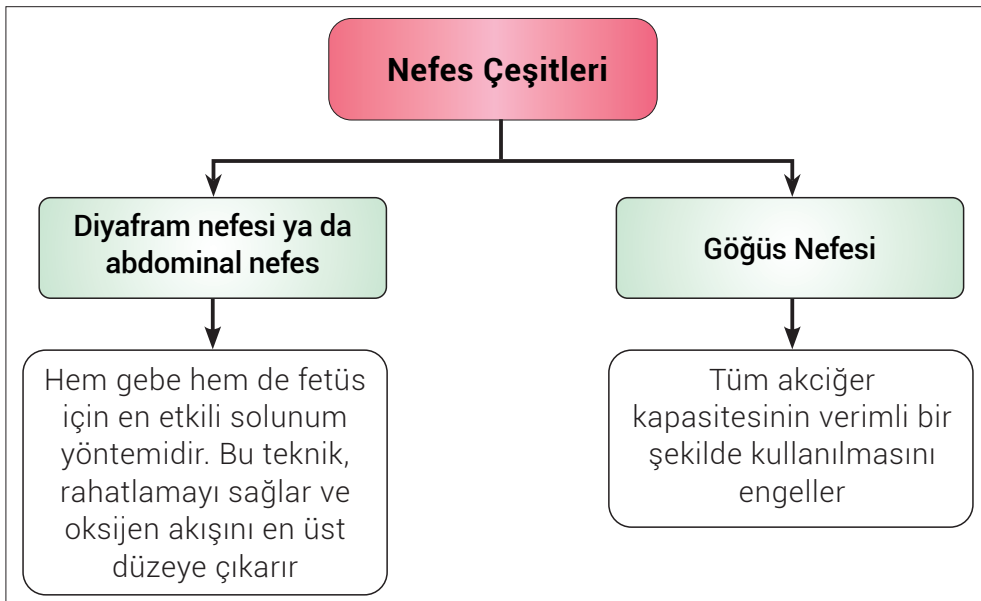 Nefes Çeşitleri
Diyafram nefesi ya da
abdominal nefes
Göğüs Nefesi
Hem gebe hem de fetüs
için en etkili solunum
yöntemidir. Bu teknik,
rahatlamayı sağlar ve
oksijen akışını en üst
düzeye çıkarır
Tüm akciğer
kapasitesinin verimli bir
şekilde kullanılmasını
engeller